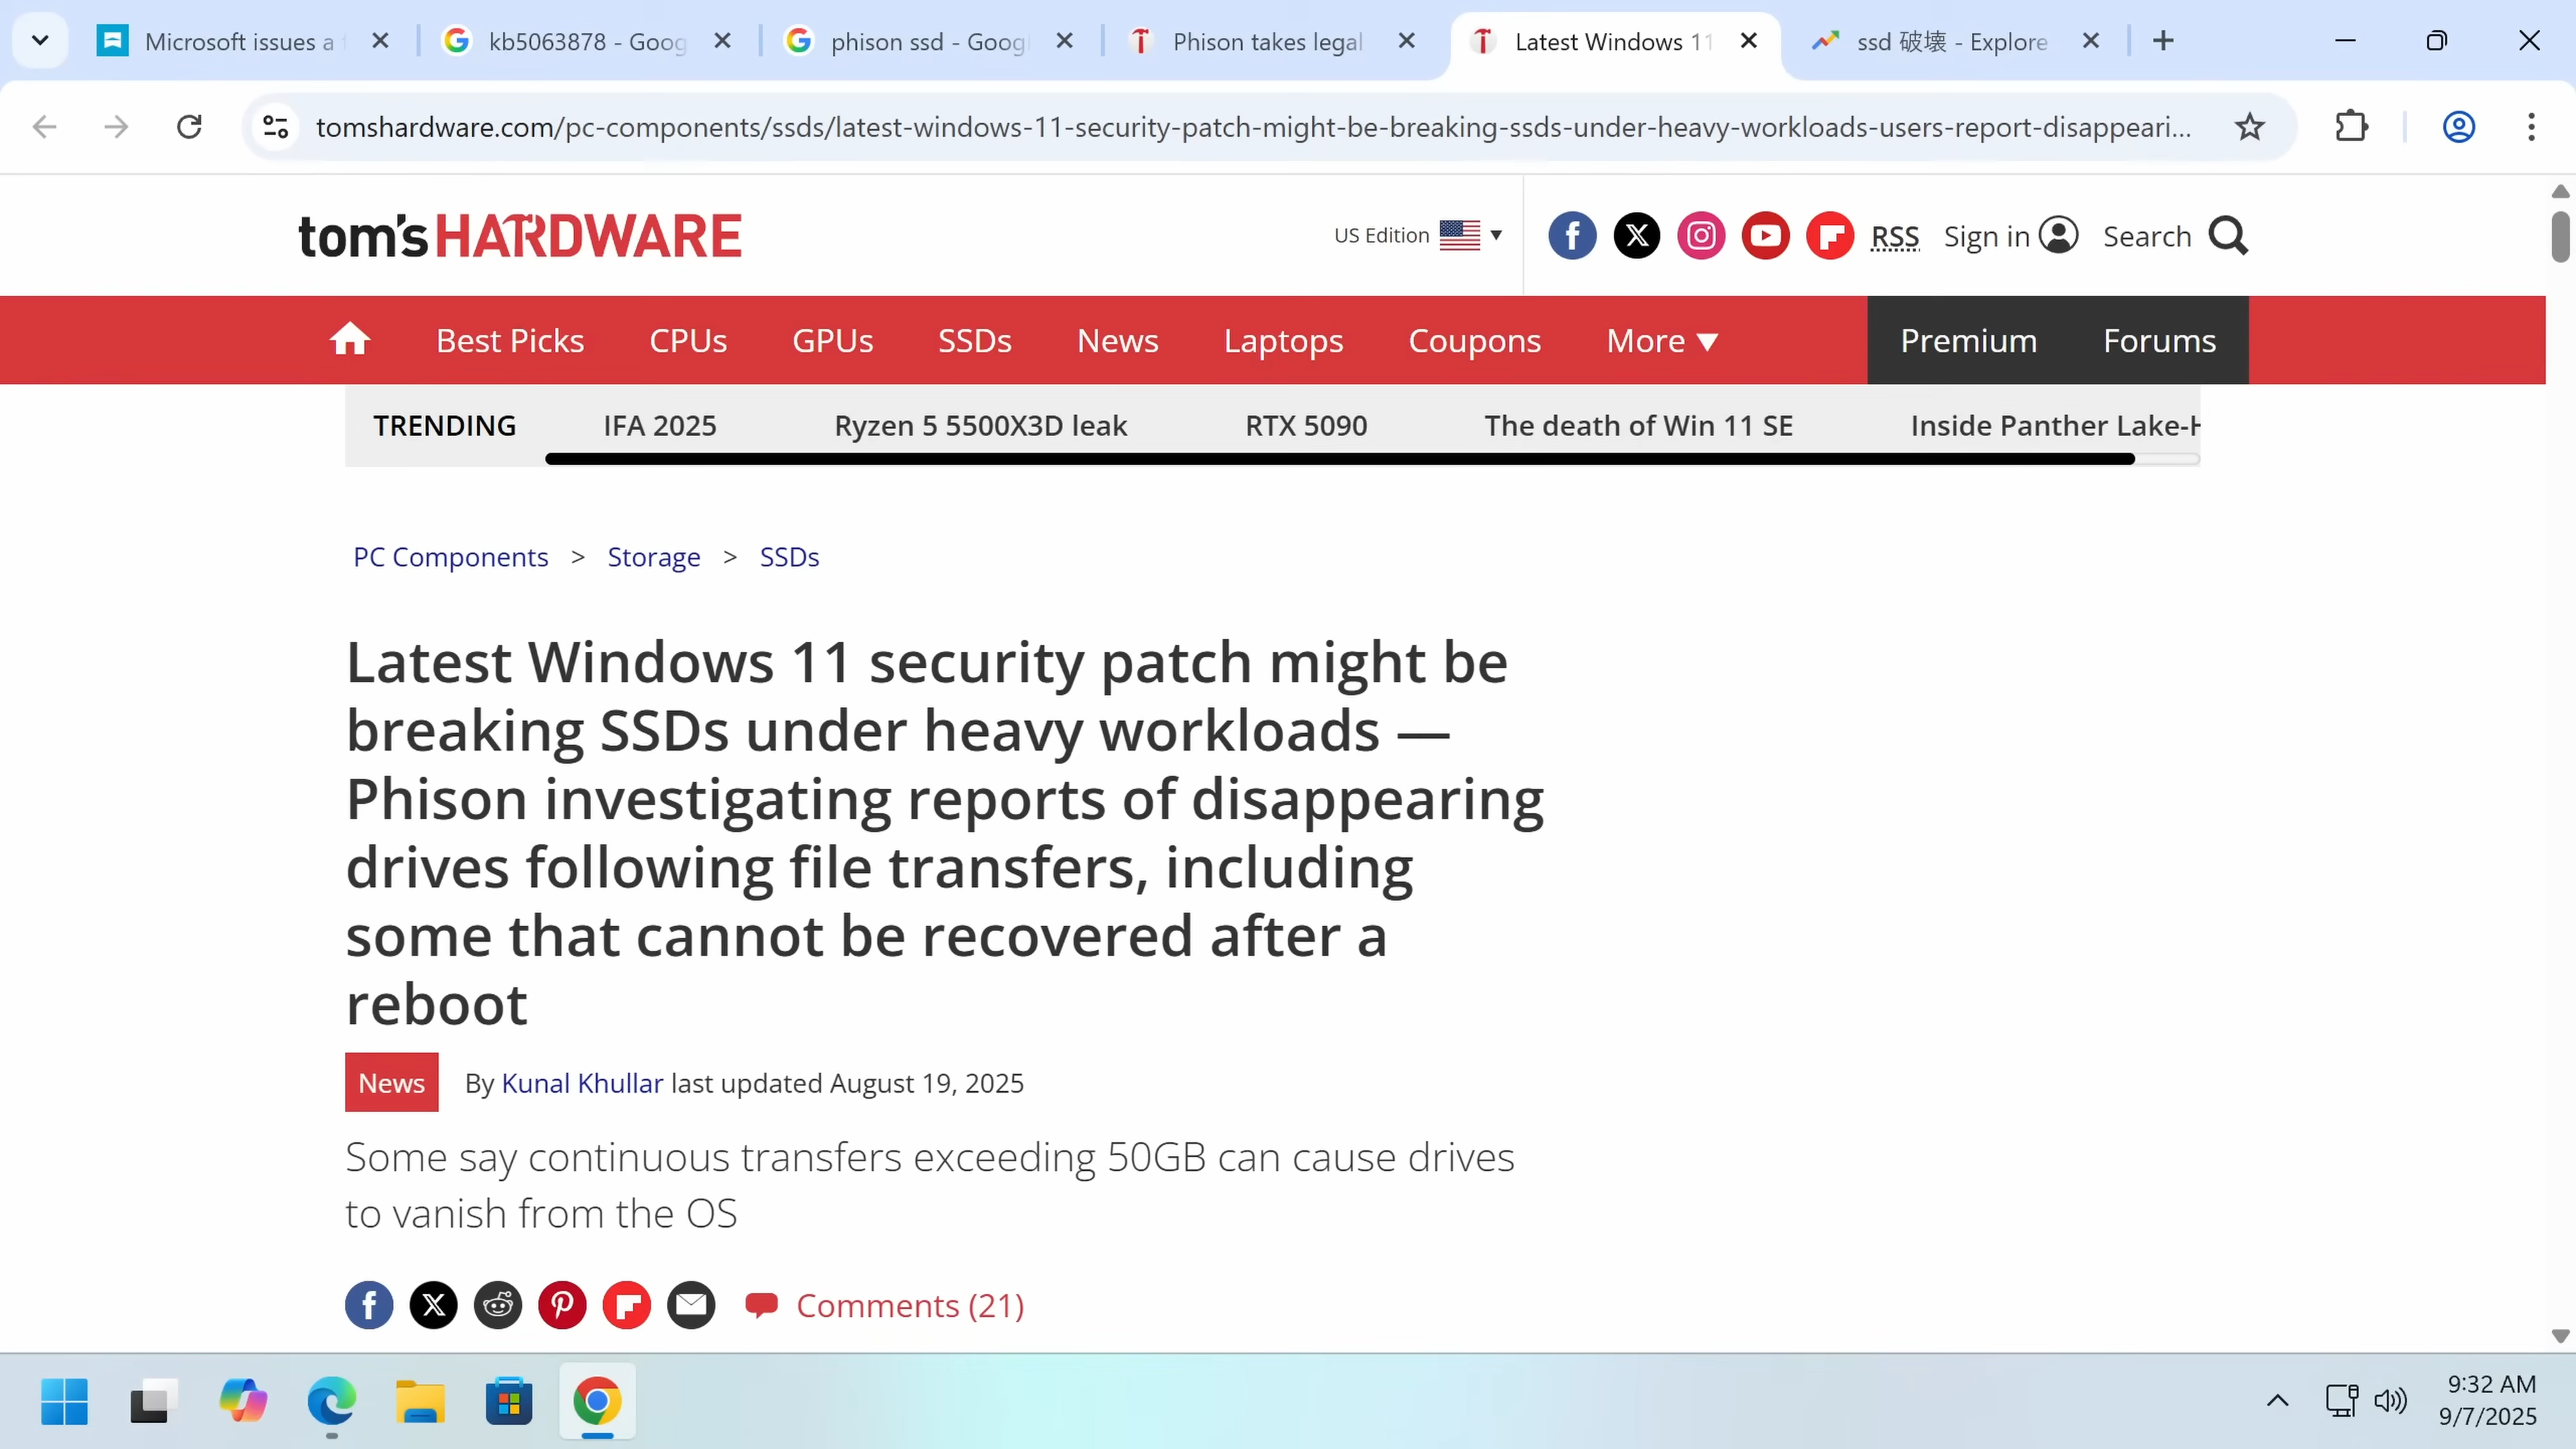 Microsoft issues a
kb5063878 - Goog
phison ssd - Goog
Phison takes legal
Latest Windows 11
ssd 破壊 - Explore
tomshardware.com/pc-components/ssds/latest-windows-11-security-patch-might-be-breaking-ssds-under-heavy-workloads-users-report-disappeari...
tom's HARDWARE
US Edition
RSS
Sign in
Search
Best Picks
CPUs
GPUs
SSDs
News
Laptops
Coupons
More
Premium
Forums
TRENDING
IFA 2025
Ryzen 5 5500X3D leak
RTX 5090
The death of Win 11 SE
Inside Panther Lake-H
PC Components > Storage > SSDs
Latest Windows 11 security patch might be
breaking SSDs under heavy workloads —
Phison investigating reports of disappearing
drives following file transfers, including
some that cannot be recovered after a
reboot
News
By Kunal Khullar last updated August 19, 2025
Some say continuous transfers exceeding 50GB can cause drives
to vanish from the OS
Comments (21)
9:32 AM
9/7/2025